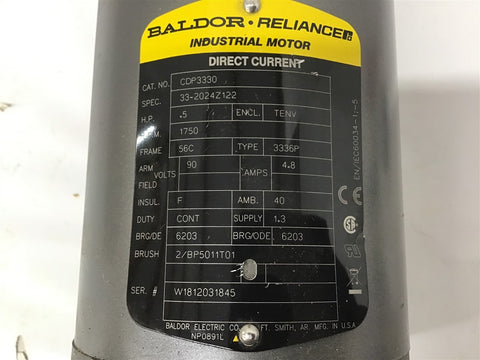 BALDOR · RELIANCE
INDUSTRIAL MOTOR
DIRECT CURRENT
CAT. NO. CDP3330
SPEC. 33-2024Z122
H.P. .5 ENCL. TENV
R.P.M. 1750
FRAME 56C TYPE 3336P
ARM VOLTS 90 AMPS 4.8
FIELD
INSUL. F AMB. 40
DUTY CONT SUPPLY 1.3
BRG/DE 6203 BRG/ODE 6203
BRUSH 2/BP5011T01
SER. # W1812031845
BALDOR ELECTRIC CO. FT. SMITH, AR. MFG. IN U.S.A.
NP0891L
EN/IEC60034-1;-5
CE